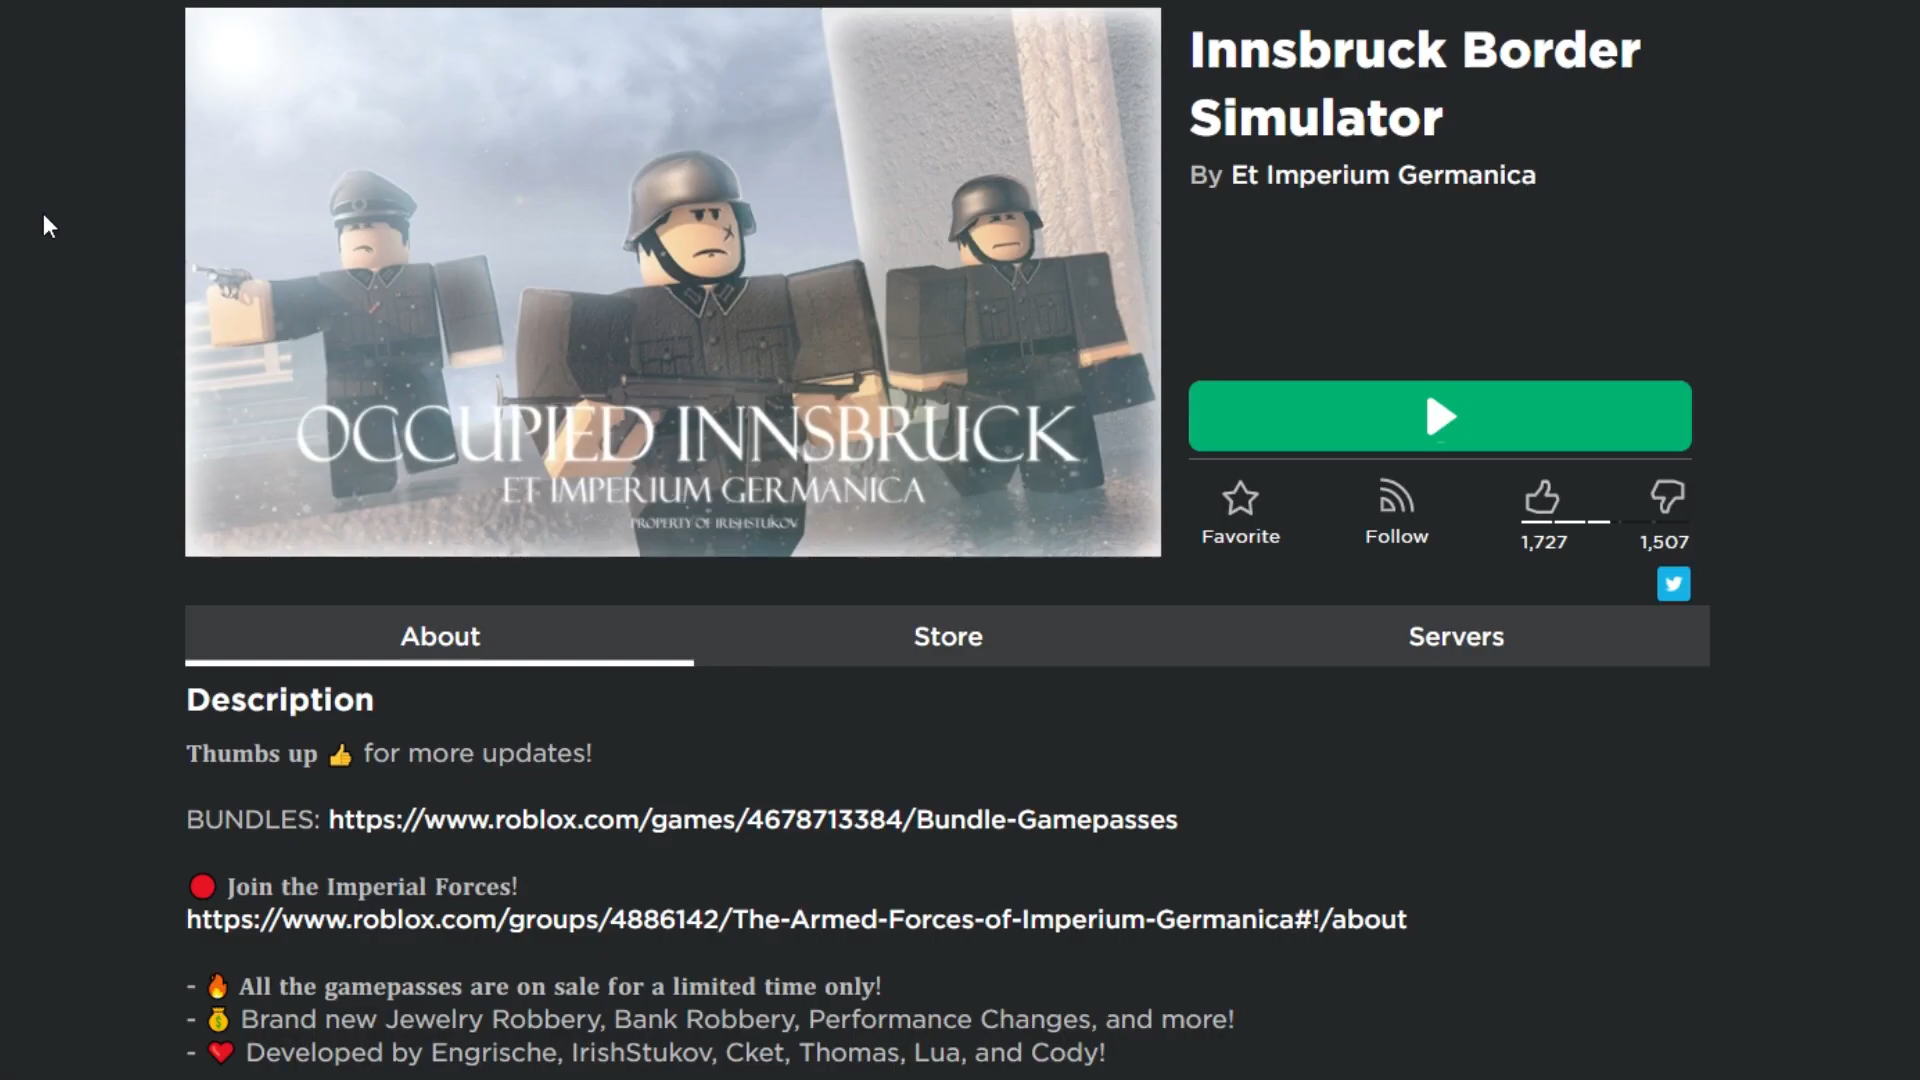 Innsbruck Border
Simulator
By Et Imperium Germanica
OCCUPIED INNSBRUCK
ET IMPERIUM GERMANICA
PROPERTY OF IRISHSTUKOV
Favorite
Follow
1,727
1,507
About
Store
Servers
Description
Thumbs up 👍 for more updates!
BUNDLES: https://www.roblox.com/games/4678713384/Bundle-Gamepasses
🔴 Join the Imperial Forces!
https://www.roblox.com/groups/4886142/The-Armed-Forces-of-Imperium-Germanica#!/about
- 🔥 All the gamepasses are on sale for a limited time only!
- 💰 Brand new Jewelry Robbery, Bank Robbery, Performance Changes, and more!
- ❤️ Developed by Engrische, IrishStukov, Cket, Thomas, Lua, and Cody!